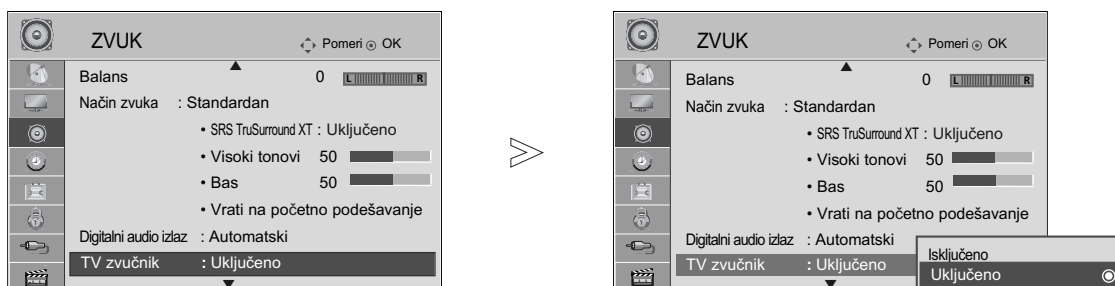 ZVUK
Pomeri OK
Balans 0 L R
Način zvuka : Standardan
• SRS TruSurround XT : Uključeno
• Visoki tonovi 50
• Bas 50
• Vrati na početno podešavanje
Digitalni audio izlaz : Automatski
TV zvučnik : Uključeno
ZVUK
Pomeri OK
Balans 0 L R
Način zvuka : Standardan
• SRS TruSurround XT : Uključeno
• Visoki tonovi 50
• Bas 50
• Vrati na početno podešavanje
Digitalni audio izlaz : Automatski
TV zvučnik : Uključeno
Isključeno
Uključeno